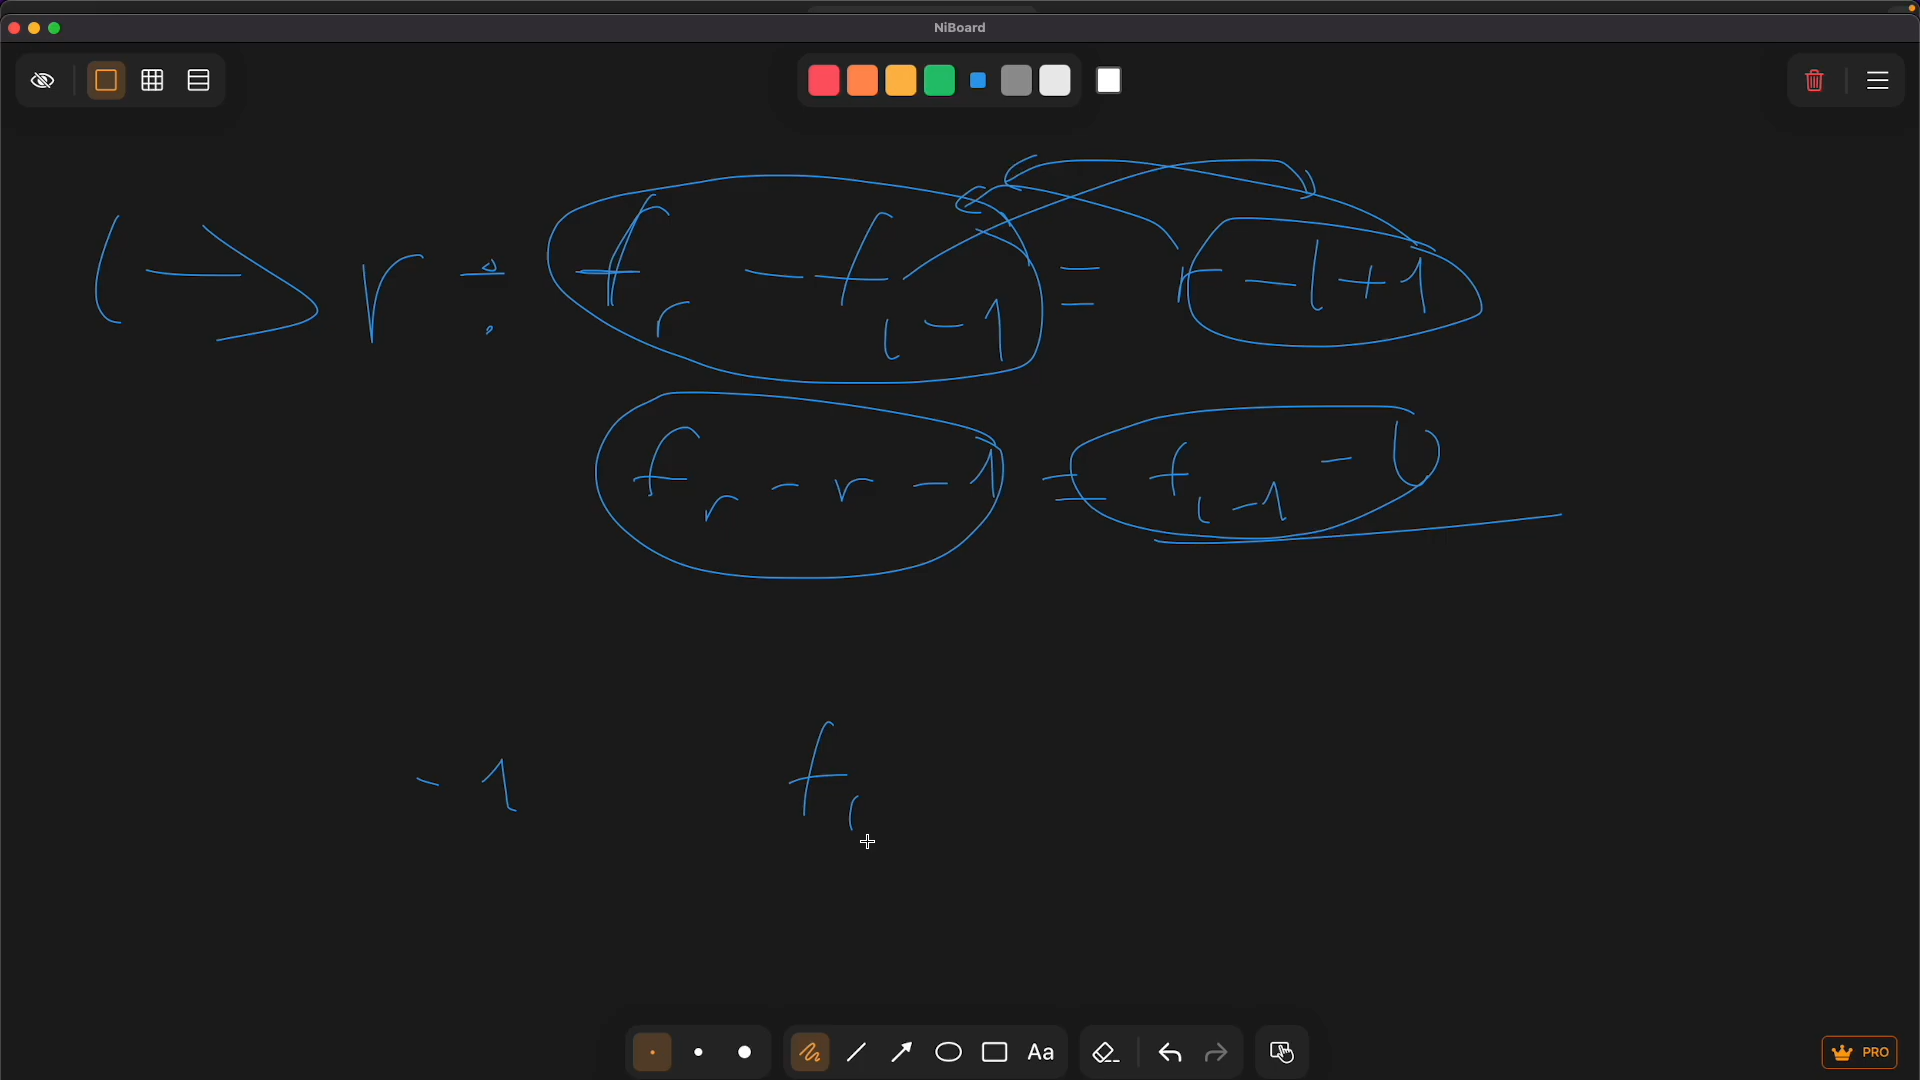 NiBoard
l -> r : f_r - f_{l-1} = r - l + 1
f_r - r - 1 = f_{l-1} - l
- 1 f_l
Aa
PRO